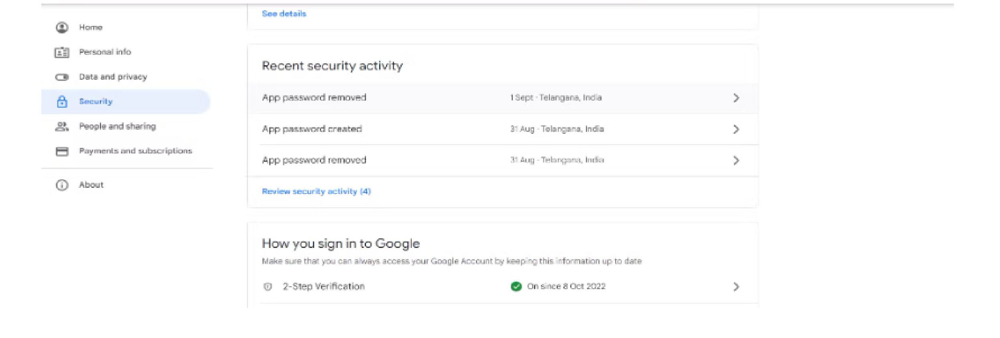 See details
Home
Personal info
Data and privacy
Security
People and sharing
Payments and subscriptions
About
Recent security activity
App password removed 1 Sept · Telangana, India
App password created 31 Aug · Telangana, India
App password removed 31 Aug · Telangana, India
Review security activity (4)
How you sign in to Google
Make sure that you can always access your Google Account by keeping this information up to date
2-Step Verification On since 8 Oct 2022